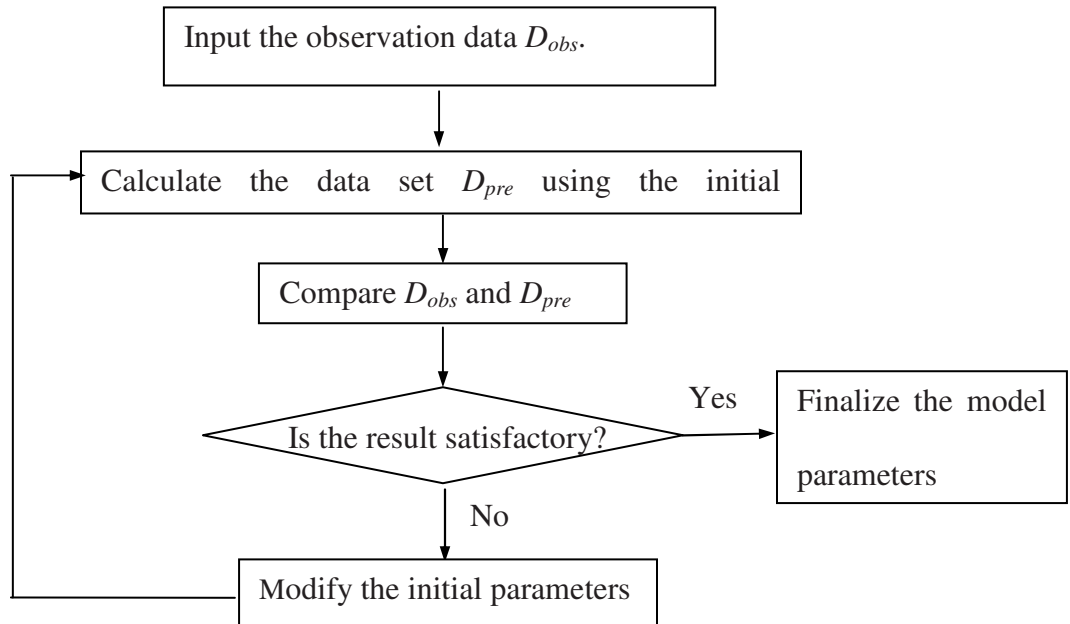 Input the observation data Dobs.
Calculate the data set Dpre using the initial
Compare Dobs and Dpre
Is the result satisfactory?
Yes
Finalize the model
parameters
No
Modify the initial parameters